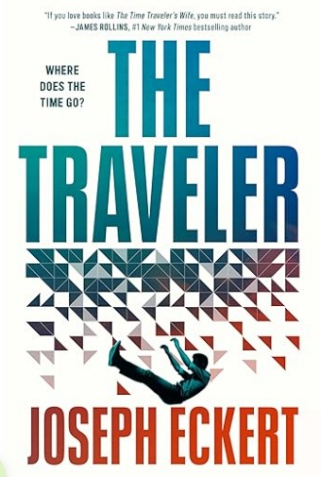 "If you love books like The Time Traveler's Wife, you must read this story."
—JAMES ROLLINS, #1 New York Times bestselling author
WHERE
DOES THE
TIME GO?
THE
TRAVELER
JOSEPH ECKERT